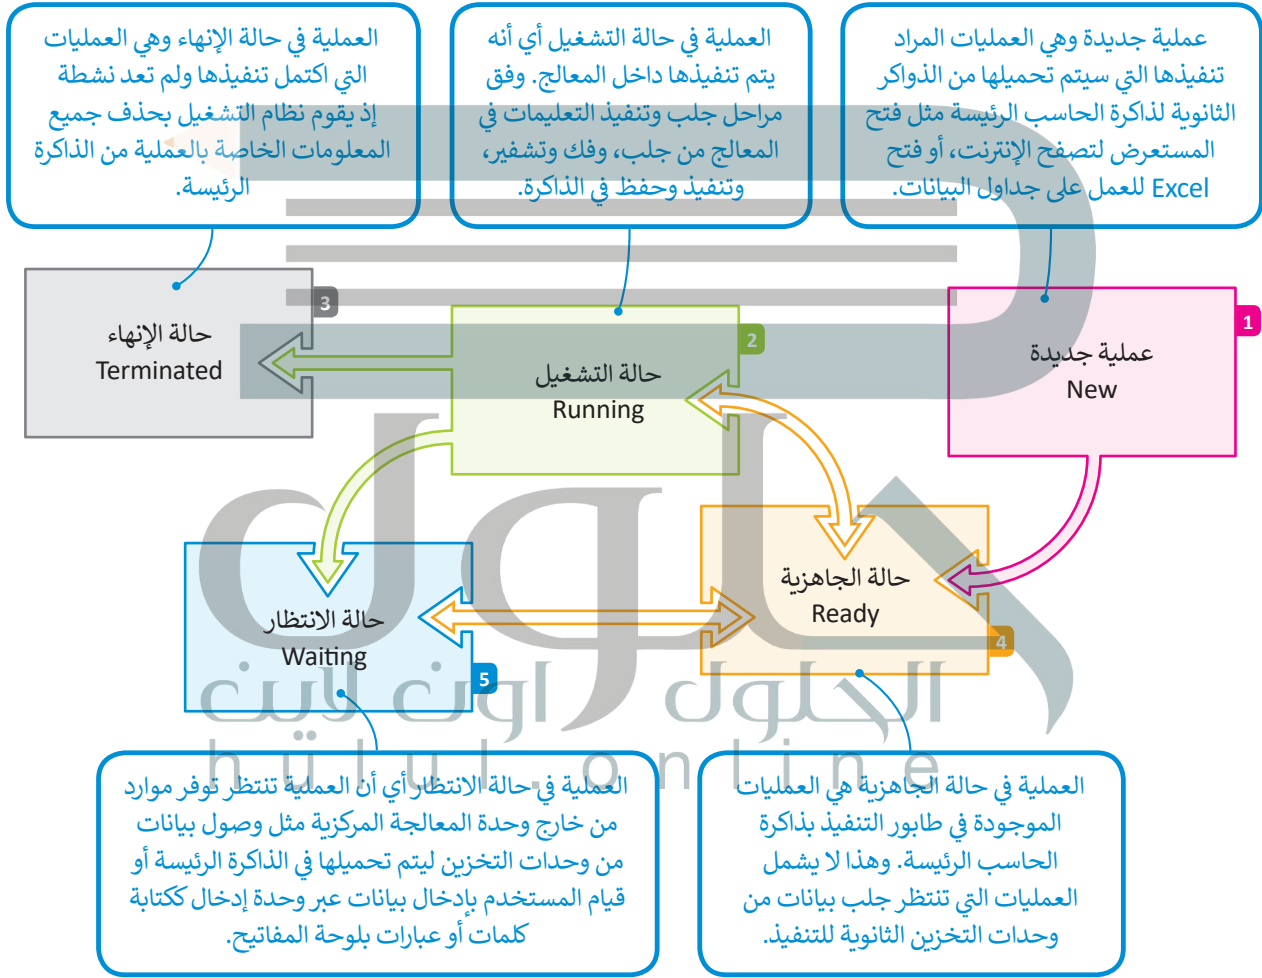 عملية جديدة وهي العمليات المراد
تنفيذها التي سيتم تحميلها من الذواكر
الثانوية لذاكرة الحاسب الرئيسة مثل فتح
المستعرض لتصفح الإنترنت، أو فتح
Excel للعمل على جداول البيانات.
العملية في حالة التشغيل أي أنه
يتم تنفيذها داخل المعالج. وفق
مراحل جلب وتنفيذ التعليمات في
المعالج من جلب، وفك وتشفير،
وتنفيذ وحفظ في الذاكرة.
العملية في حالة الإنهاء وهي العمليات
التي اكتمل تنفيذها ولم تعد نشطة
إذ يقوم نظام التشغيل بحذف جميع
المعلومات الخاصة بالعملية من الذاكرة
الرئيسة.
1
عملية جديدة
New
2
حالة التشغيل
Running
3
حالة الإنهاء
Terminated
4
حالة الجاهزية
Ready
5
حالة الانتظار
Waiting
حلول
الحلول اون لاين
hülul.online
العملية في حالة الجاهزية هي العمليات
الموجودة في طابور التنفيذ بذاكرة
الحاسب الرئيسة. وهذا لا يشمل
العمليات التي تنتظر جلب بيانات من
وحدات التخزين الثانوية للتنفيذ.
العملية في حالة الانتظار أي أن العملية تنتظر توفر موارد
من خارج وحدة المعالجة المركزية مثل وصول بيانات
من وحدات التخزين ليتم تحميلها في الذاكرة الرئيسة أو
قيام المستخدم بإدخال بيانات عبر وحدة إدخال ككتابة
كلمات أو عبارات بلوحة المفاتيح.